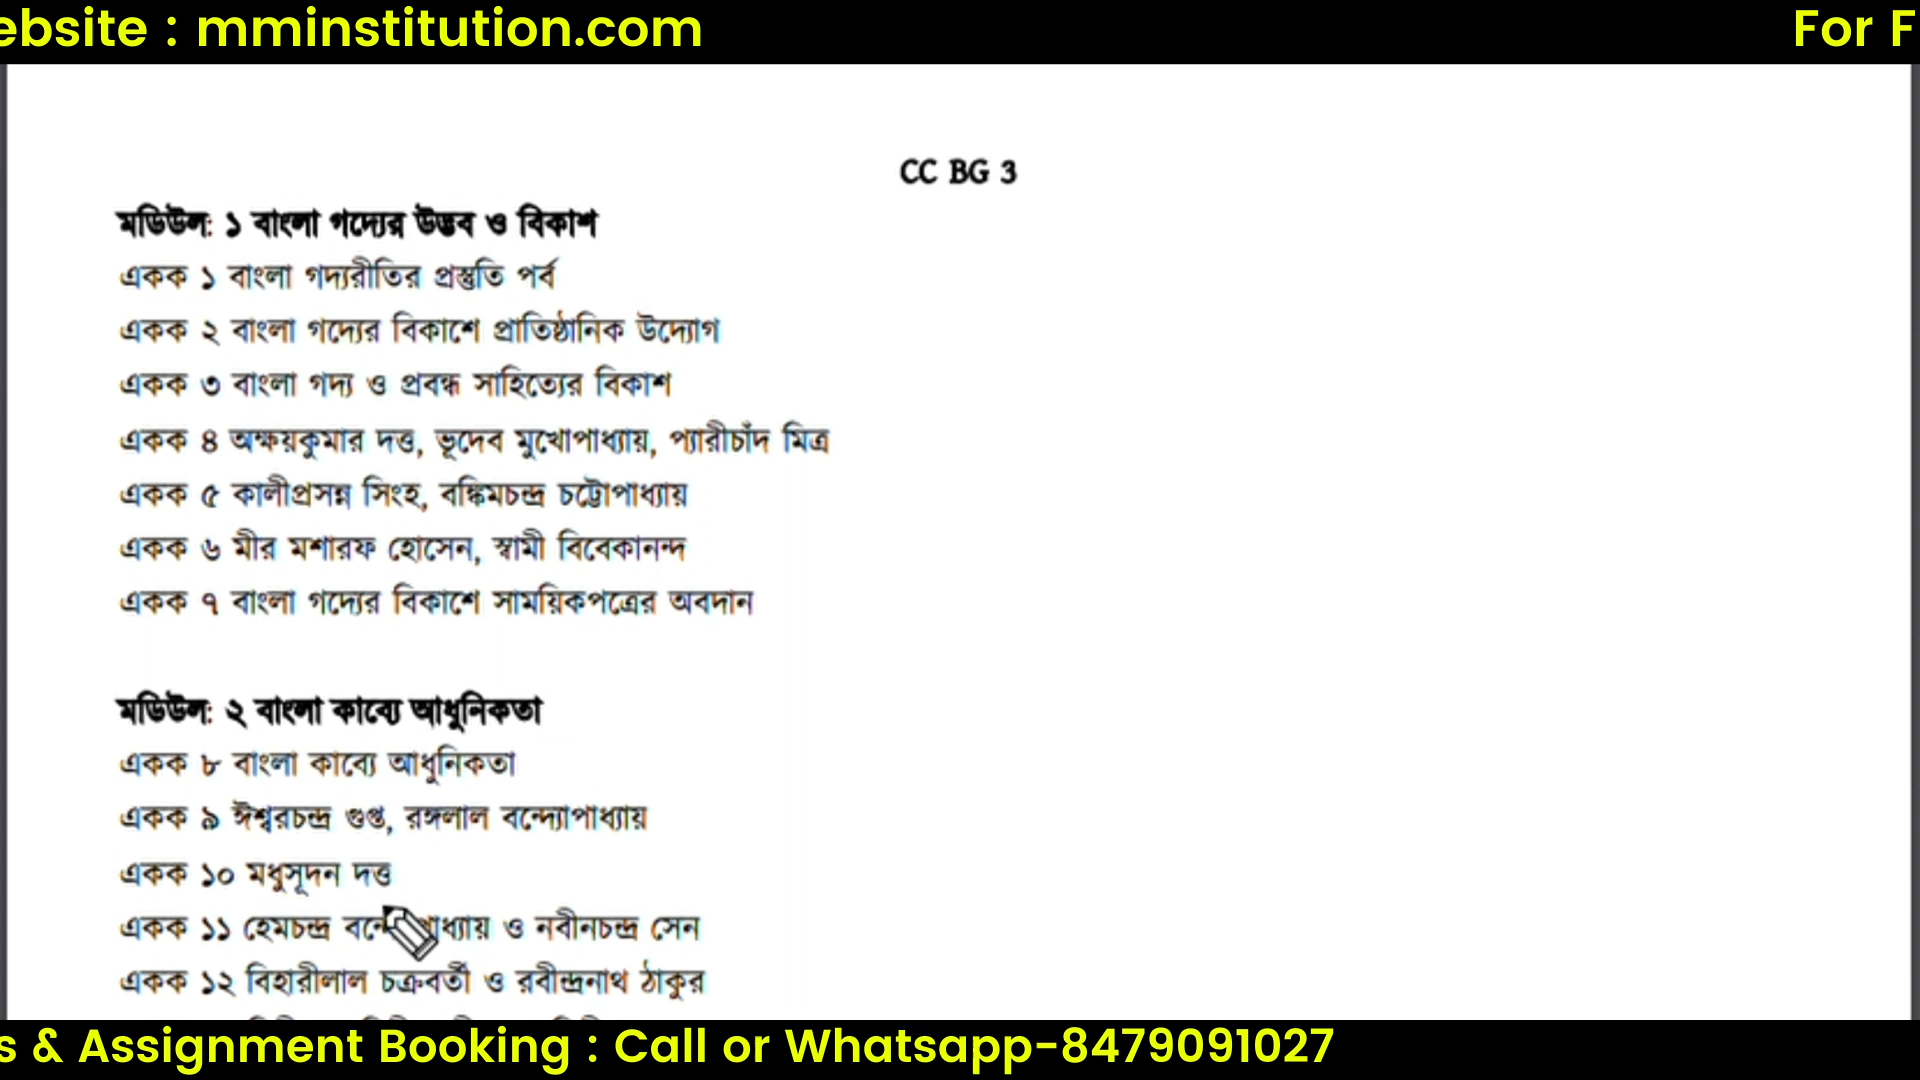 ebsite : mminstitution.com For F
CC BG 3
মডিউল: ১ বাংলা গদ্যের উদ্ভব ও বিকাশ
একক ১ বাংলা গদ্যরীতির প্রস্তুতি পর্ব
একক ২ বাংলা গদ্যের বিকাশে প্রাতিষ্ঠানিক উদ্যোগ
একক ৩ বাংলা গদ্য ও প্রবন্ধ সাহিত্যের বিকাশ
একক ৪ অক্ষয়কুমার দত্ত, ভূদেব মুখোপাধ্যায়, প্যারীচাঁদ মিত্র
একক ৫ কালীপ্রসন্ন সিংহ, বঙ্কিমচন্দ্র চট্টোপাধ্যায়
একক ৬ মীর মশারফ হোসেন, স্বামী বিবেকানন্দ
একক ৭ বাংলা গদ্যের বিকাশে সাময়িকপত্রের অবদান
মডিউল: ২ বাংলা কাব্যে আধুনিকতা
একক ৮ বাংলা কাব্যে আধুনিকতা
একক ৯ ঈশ্বরচন্দ্র গুপ্ত, রঙ্গলাল বন্দ্যোপাধ্যায়
একক ১০ মধুসূদন দত্ত
একক ১১ হেমচন্দ্র ও নবীনচন্দ্র সেন
একক ১২ বিহারীলাল চক্রবর্তী ও রবীন্দ্রনাথ ঠাকুর
s & Assignment Booking : Call or Whatsapp-8479091027